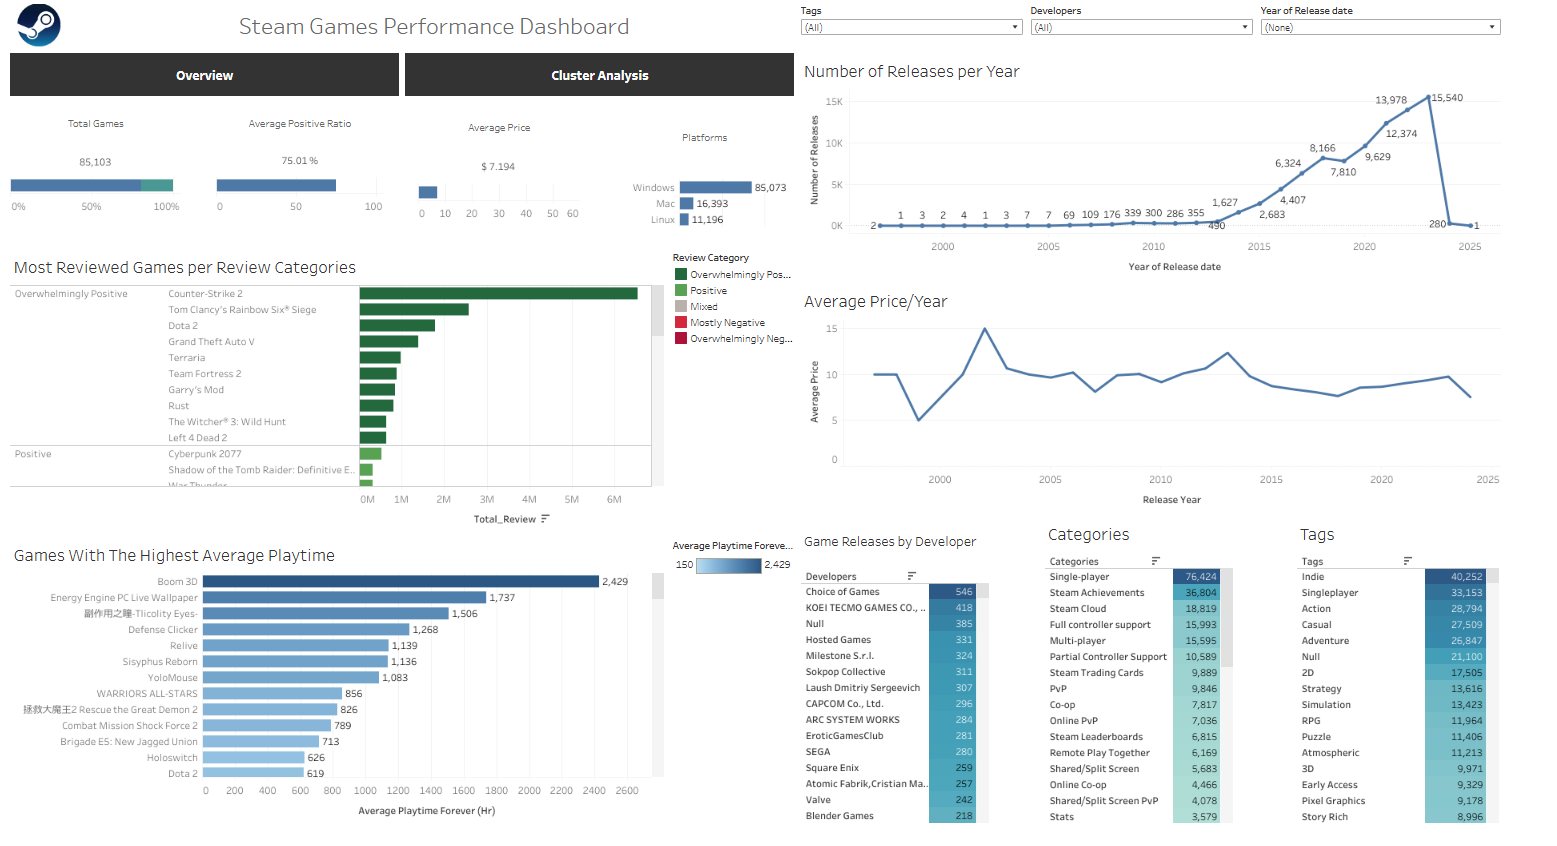 Steam Games Performance Dashboard
Tags
Developers
Year of Release date
(All)
(All)
(None)
Overview
Cluster Analysis
Total Games
85,103
0%
50%
100%
Average Positive Ratio
75.01 %
0
50
100
Average Price
$ 7.194
0
10
20
30
40
50
60
Platforms
Windows
85,073
Mac
16,393
Linux
11,196
Number of Releases per Year
Number of Releases
15K
10K
5K
0K
2
1
3
2
4
1
3
7
7
69
109
176
339
300
286
355
490
1,627
2,683
4,407
6,324
8,166
7,810
9,629
12,374
13,978
15,540
280
1
2000
2005
2010
2015
2020
2025
Year of Release date
Most Reviewed Games per Review Categories
Overwhelmingly Positive
Counter-Strike 2
Tom Clancy's Rainbow Six® Siege
Dota 2
Grand Theft Auto V
Terraria
Team Fortress 2
Garry's Mod
Rust
The Witcher® 3: Wild Hunt
Left 4 Dead 2
Positive
Cyberpunk 2077
Shadow of the Tomb Raider: Definitive E..
War Thunder
0M
1M
2M
3M
4M
5M
6M
Total_Review
Review Category
Overwhelmingly Pos...
Positive
Mixed
Mostly Negative
Overwhelmingly Neg...
Average Price/Year
Average Price
15
10
5
0
2000
2005
2010
2015
2020
2025
Release Year
Games With The Highest Average Playtime
Boom 3D
2,429
Energy Engine PC Live Wallpaper
1,737
副作用之瞳-Tlicolity Eyes-
1,506
Defense Clicker
1,268
Relive
1,139
Sisyphus Reborn
1,136
YoloMouse
1,083
WARRIORS ALL-STARS
856
拯救大魔王2 Rescue the Great Demon 2
826
Combat Mission Shock Force 2
789
Brigade E5: New Jagged Union
713
Holoswitch
626
Dota 2
619
0
200
400
600
800
1000
1200
1400
1600
1800
2000
2200
2400
2600
Average Playtime Forever (Hr)
Average Playtime Foreve...
150
2,429
Game Releases by Developer
Developers
Choice of Games
546
KOEI TECMO GAMES CO., ..
418
Null
385
Hosted Games
331
Milestone S.r.l.
324
Sokpop Collective
311
Laush Dmitriy Sergeevich
307
CAPCOM Co., Ltd.
296
ARC SYSTEM WORKS
284
EroticGamesClub
281
SEGA
280
Square Enix
259
Atomic Fabrik,Cristian Ma..
257
Valve
242
Blender Games
218
Categories
Categories
Single-player
76,424
Steam Achievements
36,804
Steam Cloud
18,819
Full controller support
15,993
Multi-player
15,595
Partial Controller Support
10,589
Steam Trading Cards
9,889
PvP
9,846
Co-op
7,817
Online PvP
7,036
Steam Leaderboards
6,815
Remote Play Together
6,169
Shared/Split Screen
5,683
Online Co-op
4,466
Shared/Split Screen PvP
4,078
Stats
3,579
Tags
Tags
Indie
40,252
Singleplayer
33,153
Action
28,794
Casual
27,509
Adventure
26,847
Null
21,100
2D
17,505
Strategy
13,616
Simulation
13,423
RPG
11,964
Puzzle
11,406
Atmospheric
11,213
3D
9,971
Early Access
9,329
Pixel Graphics
9,178
Story Rich
8,996